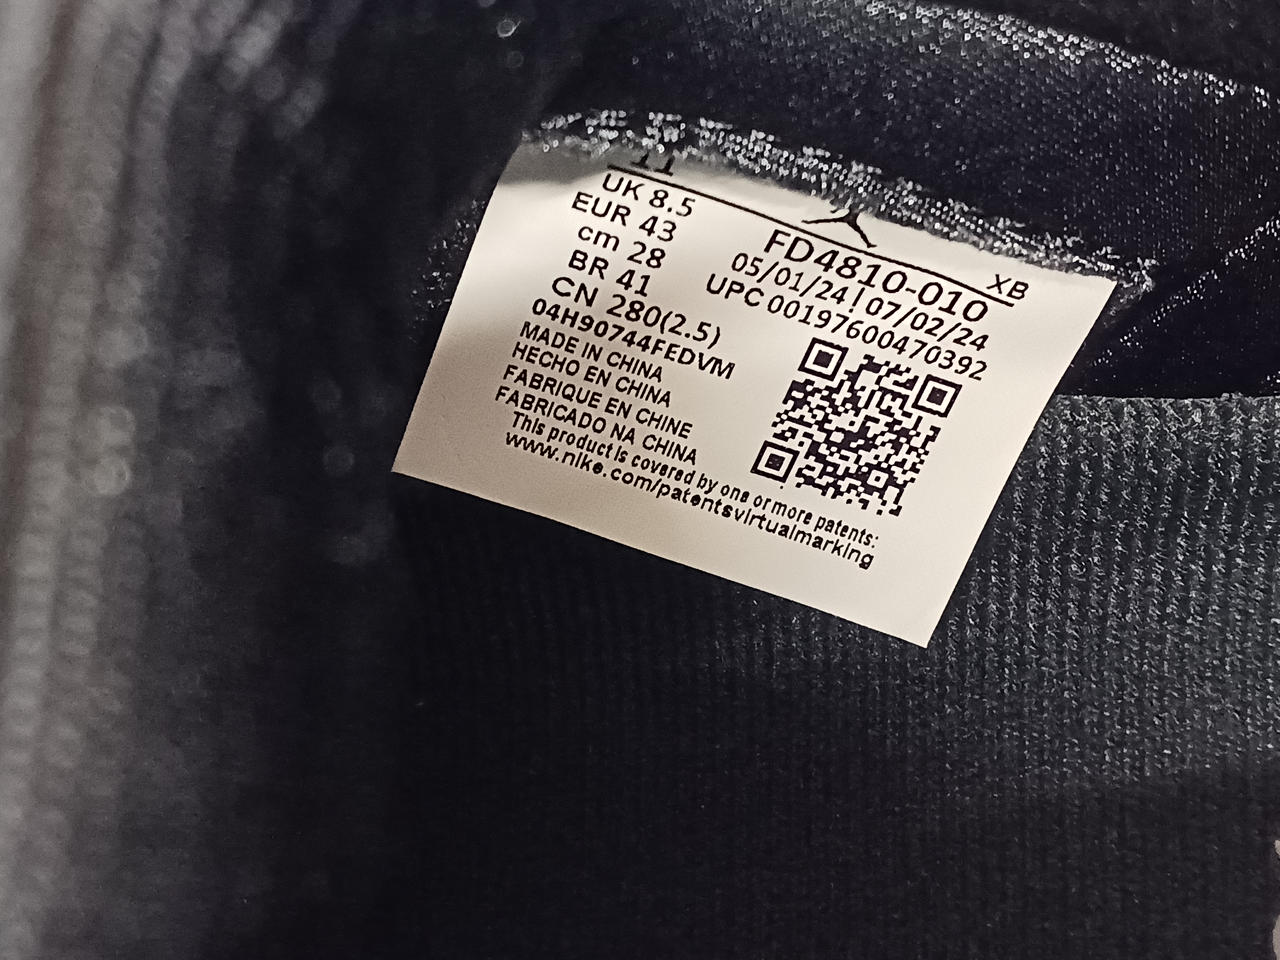 11
UK 8.5
EUR 43
cm 28
BR 41
CN 280(2.5)
04H90744FEDVM
MADE IN CHINA
HECHO EN CHINA
FABRIQUE EN CHINE
FABRICADO NA CHINA
This product is covered by one or more patents:
www.nike.com/patentsvirtualmarking
XB
FD4810-010
05/01/24 | 07/02/24
UPC 00197600470392